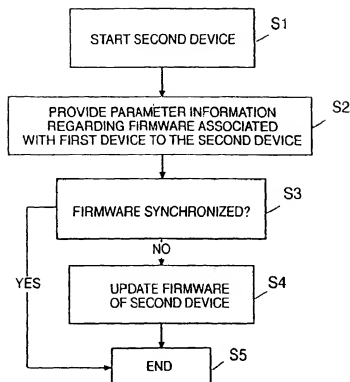 START SECOND DEVICE
S1
PROVIDE PARAMETER INFORMATION
REGARDING FIRMWARE ASSOCIATED
WITH FIRST DEVICE TO THE SECOND DEVICE
S2
FIRMWARE SYNCHRONIZED?
S3
NO
YES
UPDATE FIRMWARE
OF SECOND DEVICE
S4
END
S5